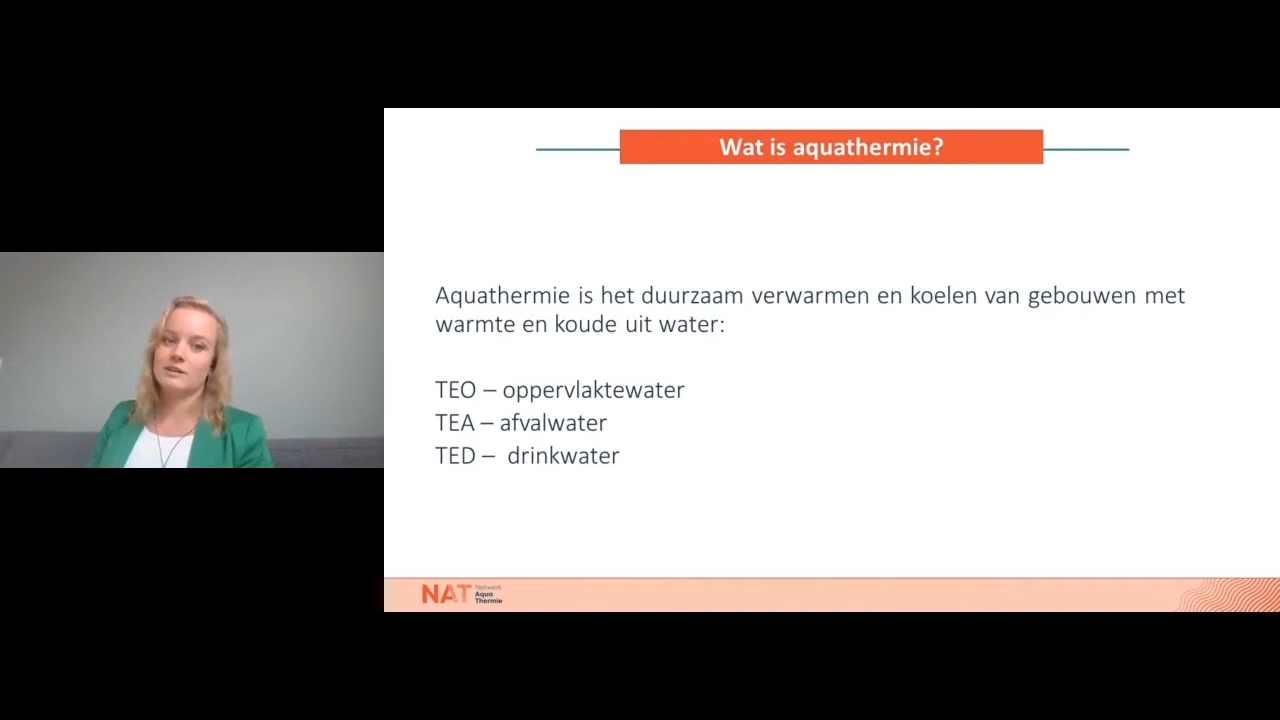 Wat is aquathermie?
Aquathermie is het duurzaam verwarmen en koelen van gebouwen met
warmte en koude uit water:
TEO – oppervlaktewater
TEA – afvalwater
TED – drinkwater
NAT
Netwerk
Aqua
Thermie